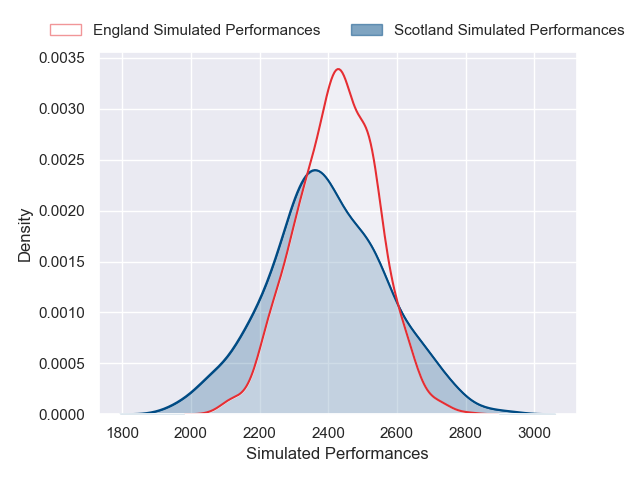 England Simulated Performances Scotland Simulated Performances
0.0035
0.0030
0.0025
0.0020
0.0015
0.0010
0.0005
0.0000
Density
1800 2000 2200 2400 2600 2800 3000
Simulated Performances